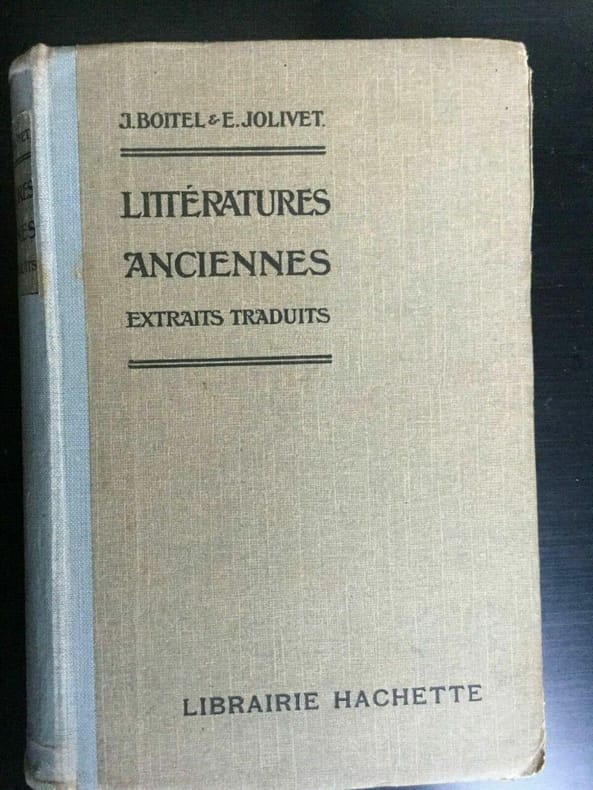 J. BOITEL & E. JOLIVET.
LITTÉRATURES
ANCIENNES
EXTRAITS TRADUITS
LIBRAIRIE HACHETTE